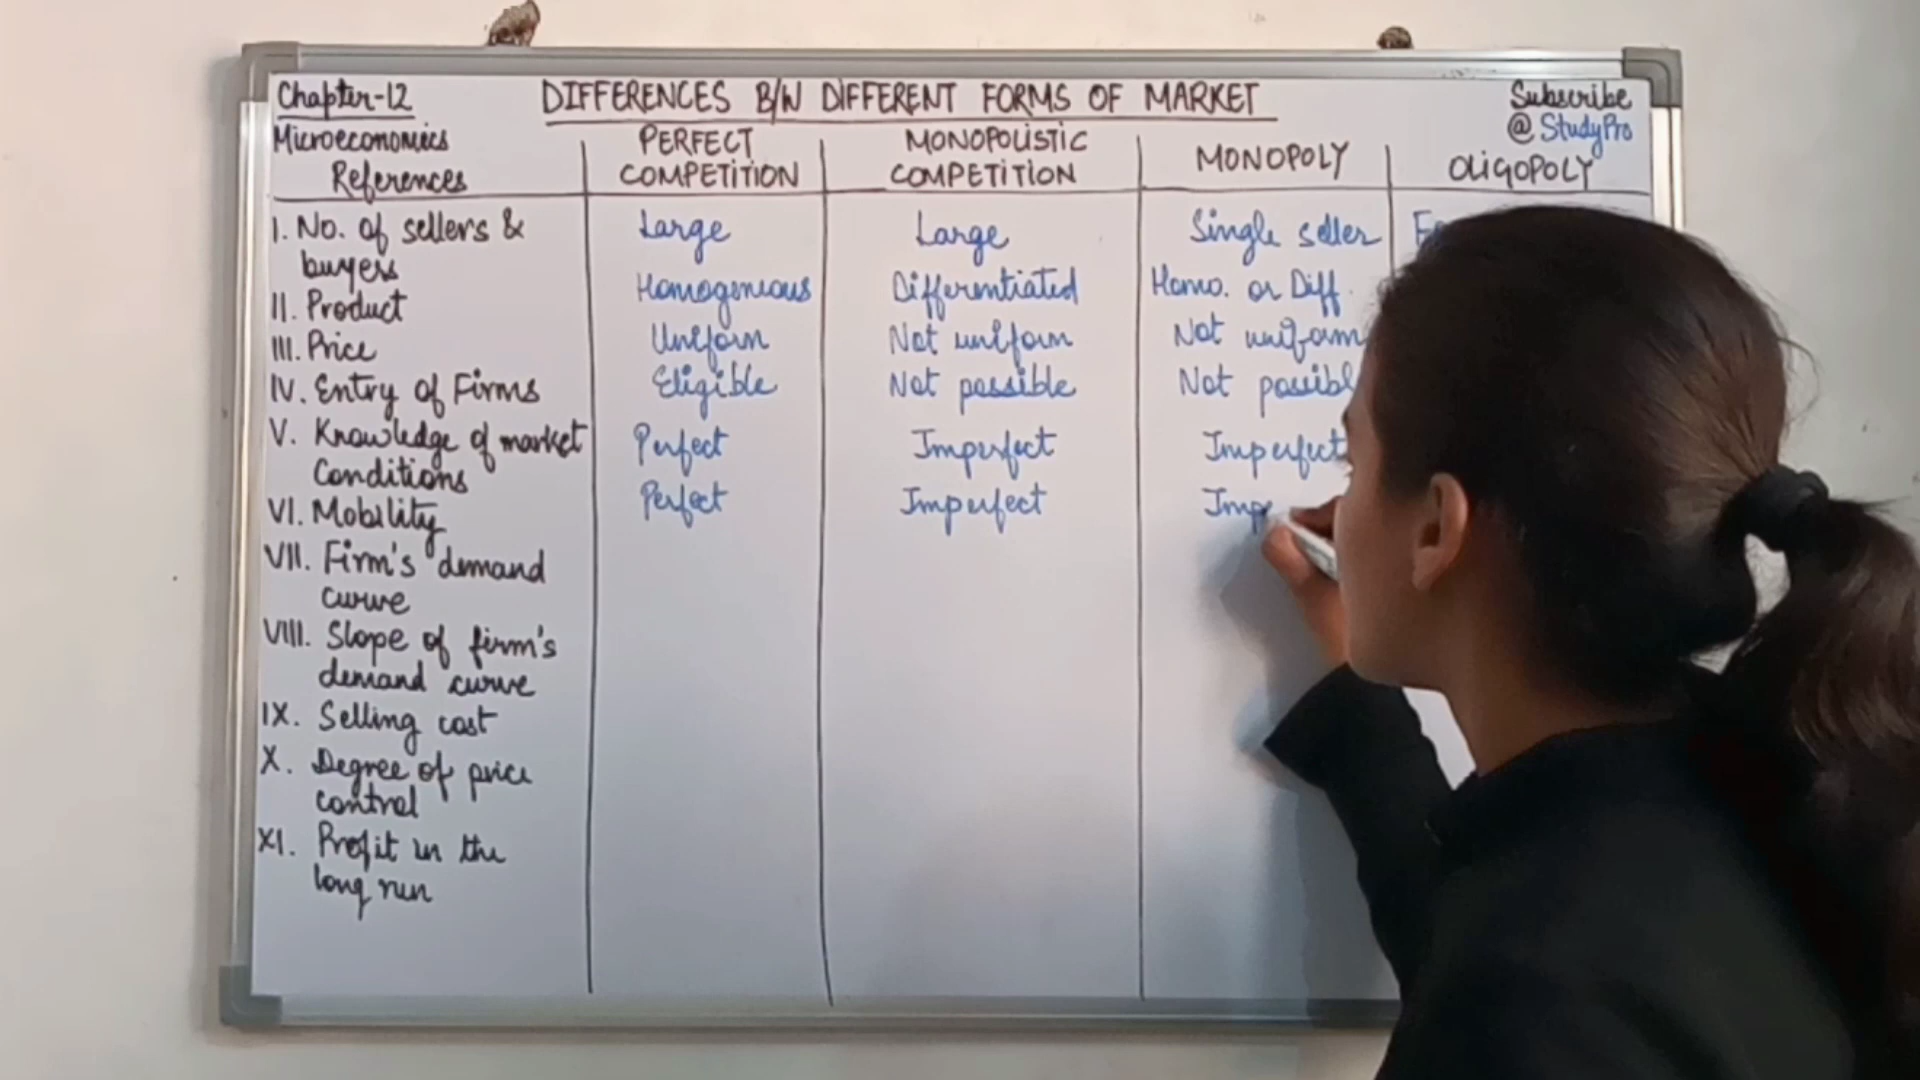 Chapter-12 DIFFERENCES B/W DIFFERENT FORMS OF MARKET Subscribe
@ StudyPro
Microeconomics
References PERFECT COMPETITION MONOPOLISTIC COMPETITION MONOPOLY OLIGOPOLY
I. No. of sellers & buyers Large Large Single seller
II. Product Homogenious Differentiated Homo. or Diff.
III. Price Uniform Not uniform Not uniform
IV. Entry of Firms Eligible Not possible Not possibl
V. Knowledge of market Conditions Perfect Imperfect Imperfect
VI. Mobility Perfect Imperfect Imp
VII. Firm's demand
curve
VIII. Slope of firm's
demand curve
IX. Selling cost
X. Degree of price
control
XI. Profit in the
long run